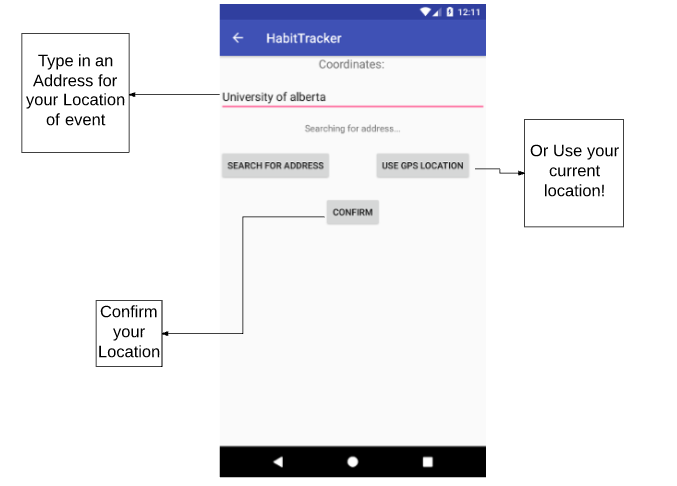 12:11
HabitTracker
Coordinates:
Type in an
Address for
your Location
of event
University of alberta
Searching for address...
SEARCH FOR ADDRESS
USE GPS LOCATION
Or Use your
current
location!
CONFIRM
Confirm
your
Location